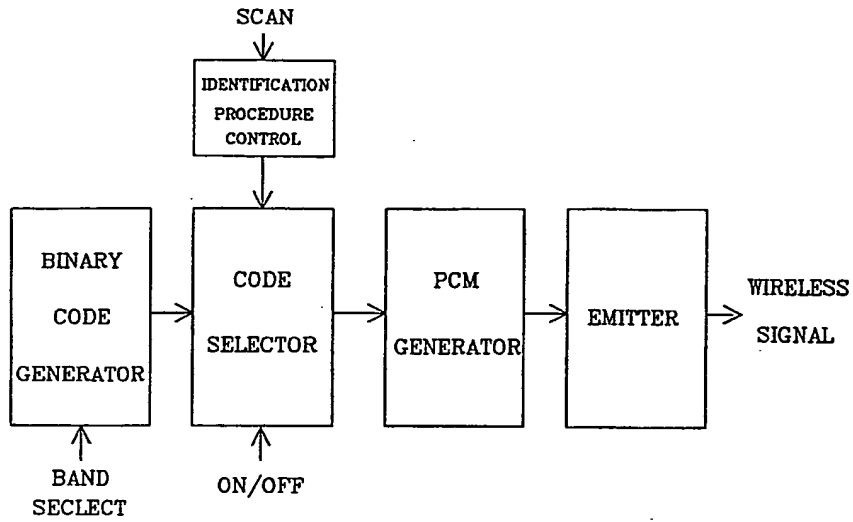 SCAN
IDENTIFICATION
PROCEDURE
CONTROL
BINARY
CODE
GENERATOR
CODE
SELECTOR
PCM
GENERATOR
EMITTER
WIRELESS
SIGNAL
BAND
SECLECT
ON/OFF